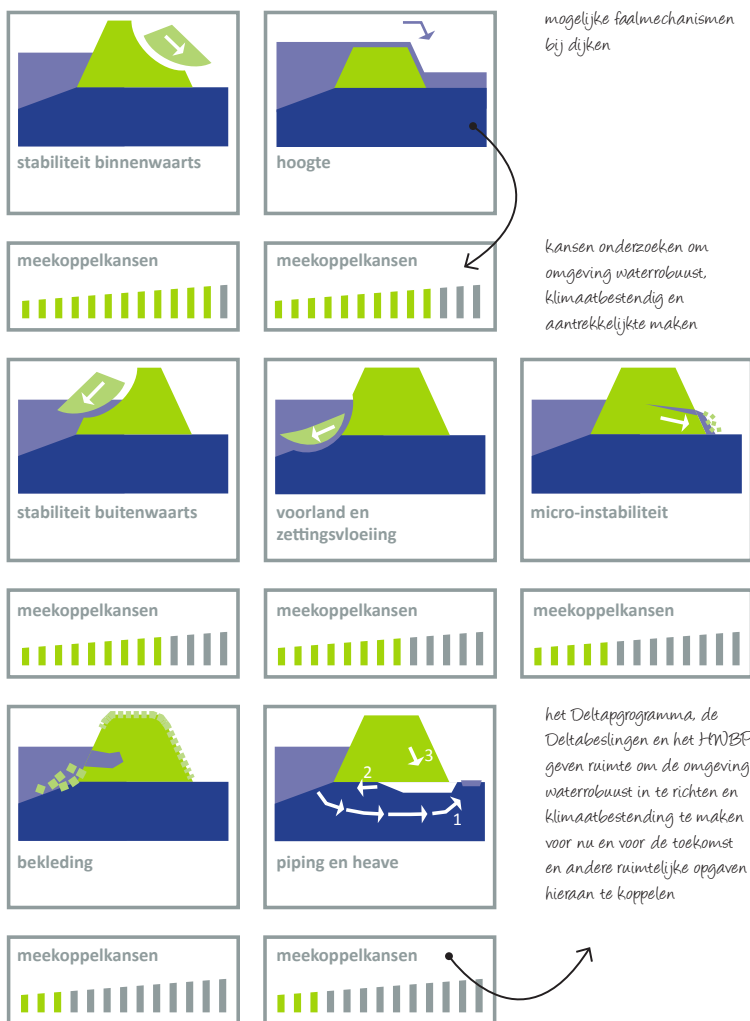 mogelijke faalmechanismen
bij dijken
stabiliteit binnenwaarts
hoogte
meekoppelkansen
meekoppelkansen
kansen onderzoeken om
omgeving waterrobuust,
klimaatbestendig en
aantrekkelijkte maken
stabiliteit buitenwaarts
voorland en
zettingsvloeiing
micro-instabiliteit
meekoppelkansen
meekoppelkansen
meekoppelkansen
bekleding
3
2
1
piping en heave
het Deltapgrogramma, de
Deltabeslingen en het HWBP
geven ruimte om de omgeving
waterrobuust in te richten en
klimaatbestending te maken
voor nu en voor de toekomst
en andere ruimtelijke opgaven
hieraan te koppelen
meekoppelkansen
meekoppelkansen